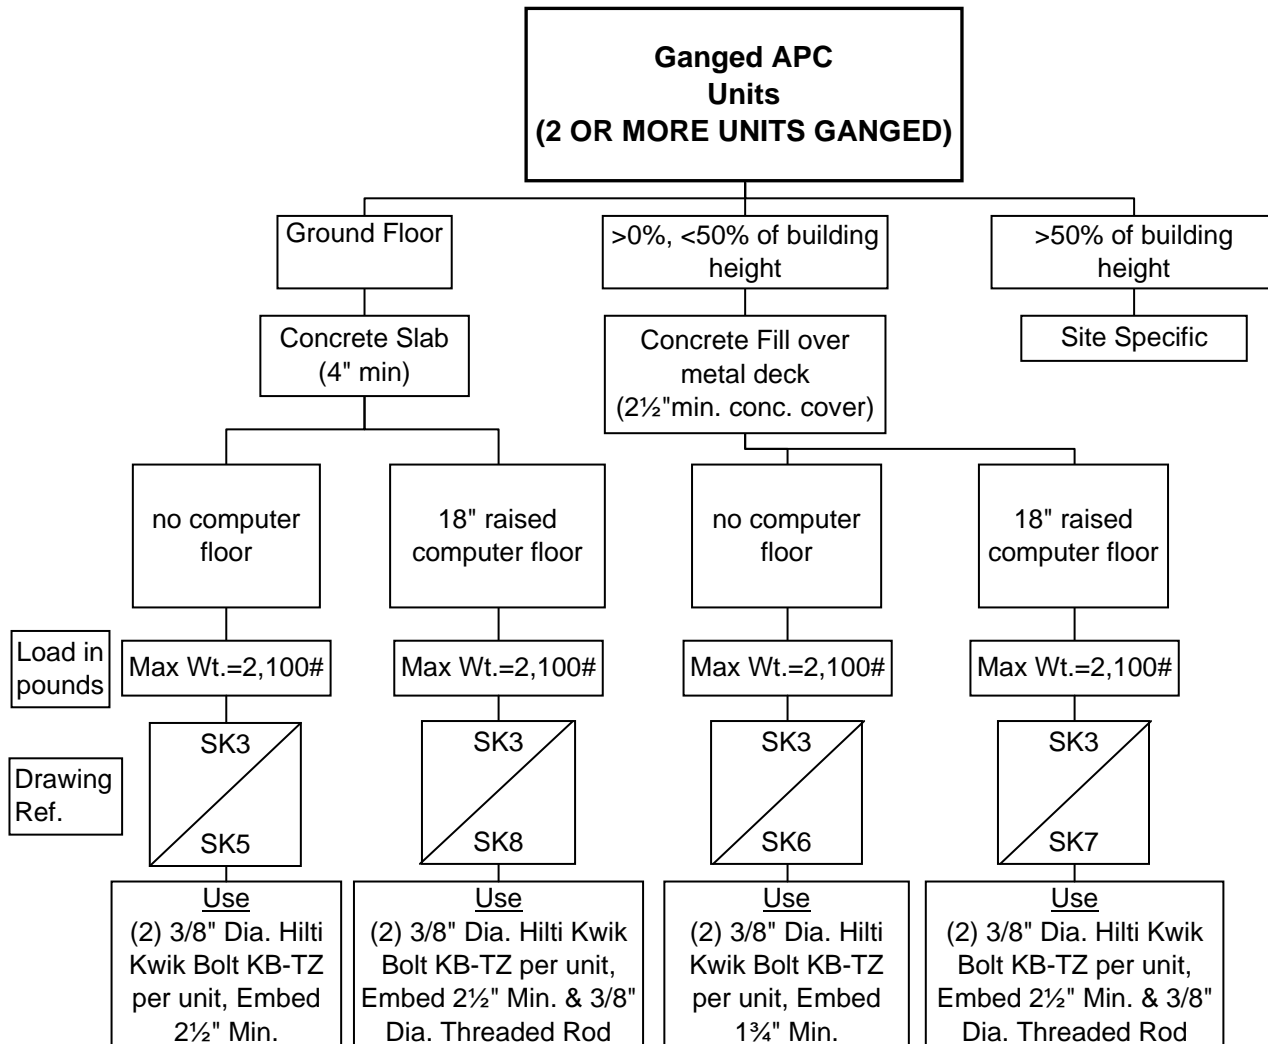 Ganged APC
Units
(2 OR MORE UNITS GANGED)
Ground Floor
>0%, <50% of building
height
>50% of building
height
Concrete Slab
(4" min)
Concrete Fill over
metal deck
(2½"min. conc. cover)
Site Specific
no computer
floor
18" raised
computer floor
no computer
floor
18" raised
computer floor
Load in
pounds
Max Wt.=2,100#
Max Wt.=2,100#
Max Wt.=2,100#
Max Wt.=2,100#
Drawing
Ref.
SK3
SK5
SK3
SK8
SK3
SK6
SK3
SK7
Use
(2) 3/8" Dia. Hilti
Kwik Bolt KB-TZ
per unit, Embed
2½" Min.
Use
(2) 3/8" Dia. Hilti Kwik
Bolt KB-TZ per unit,
Embed 2½" Min. & 3/8"
Dia. Threaded Rod
Use
(2) 3/8" Dia. Hilti
Kwik Bolt KB-TZ
per unit, Embed
1¾" Min.
Use
(2) 3/8" Dia. Hilti Kwik
Bolt KB-TZ per unit,
Embed 2½" Min. & 3/8"
Dia. Threaded Rod